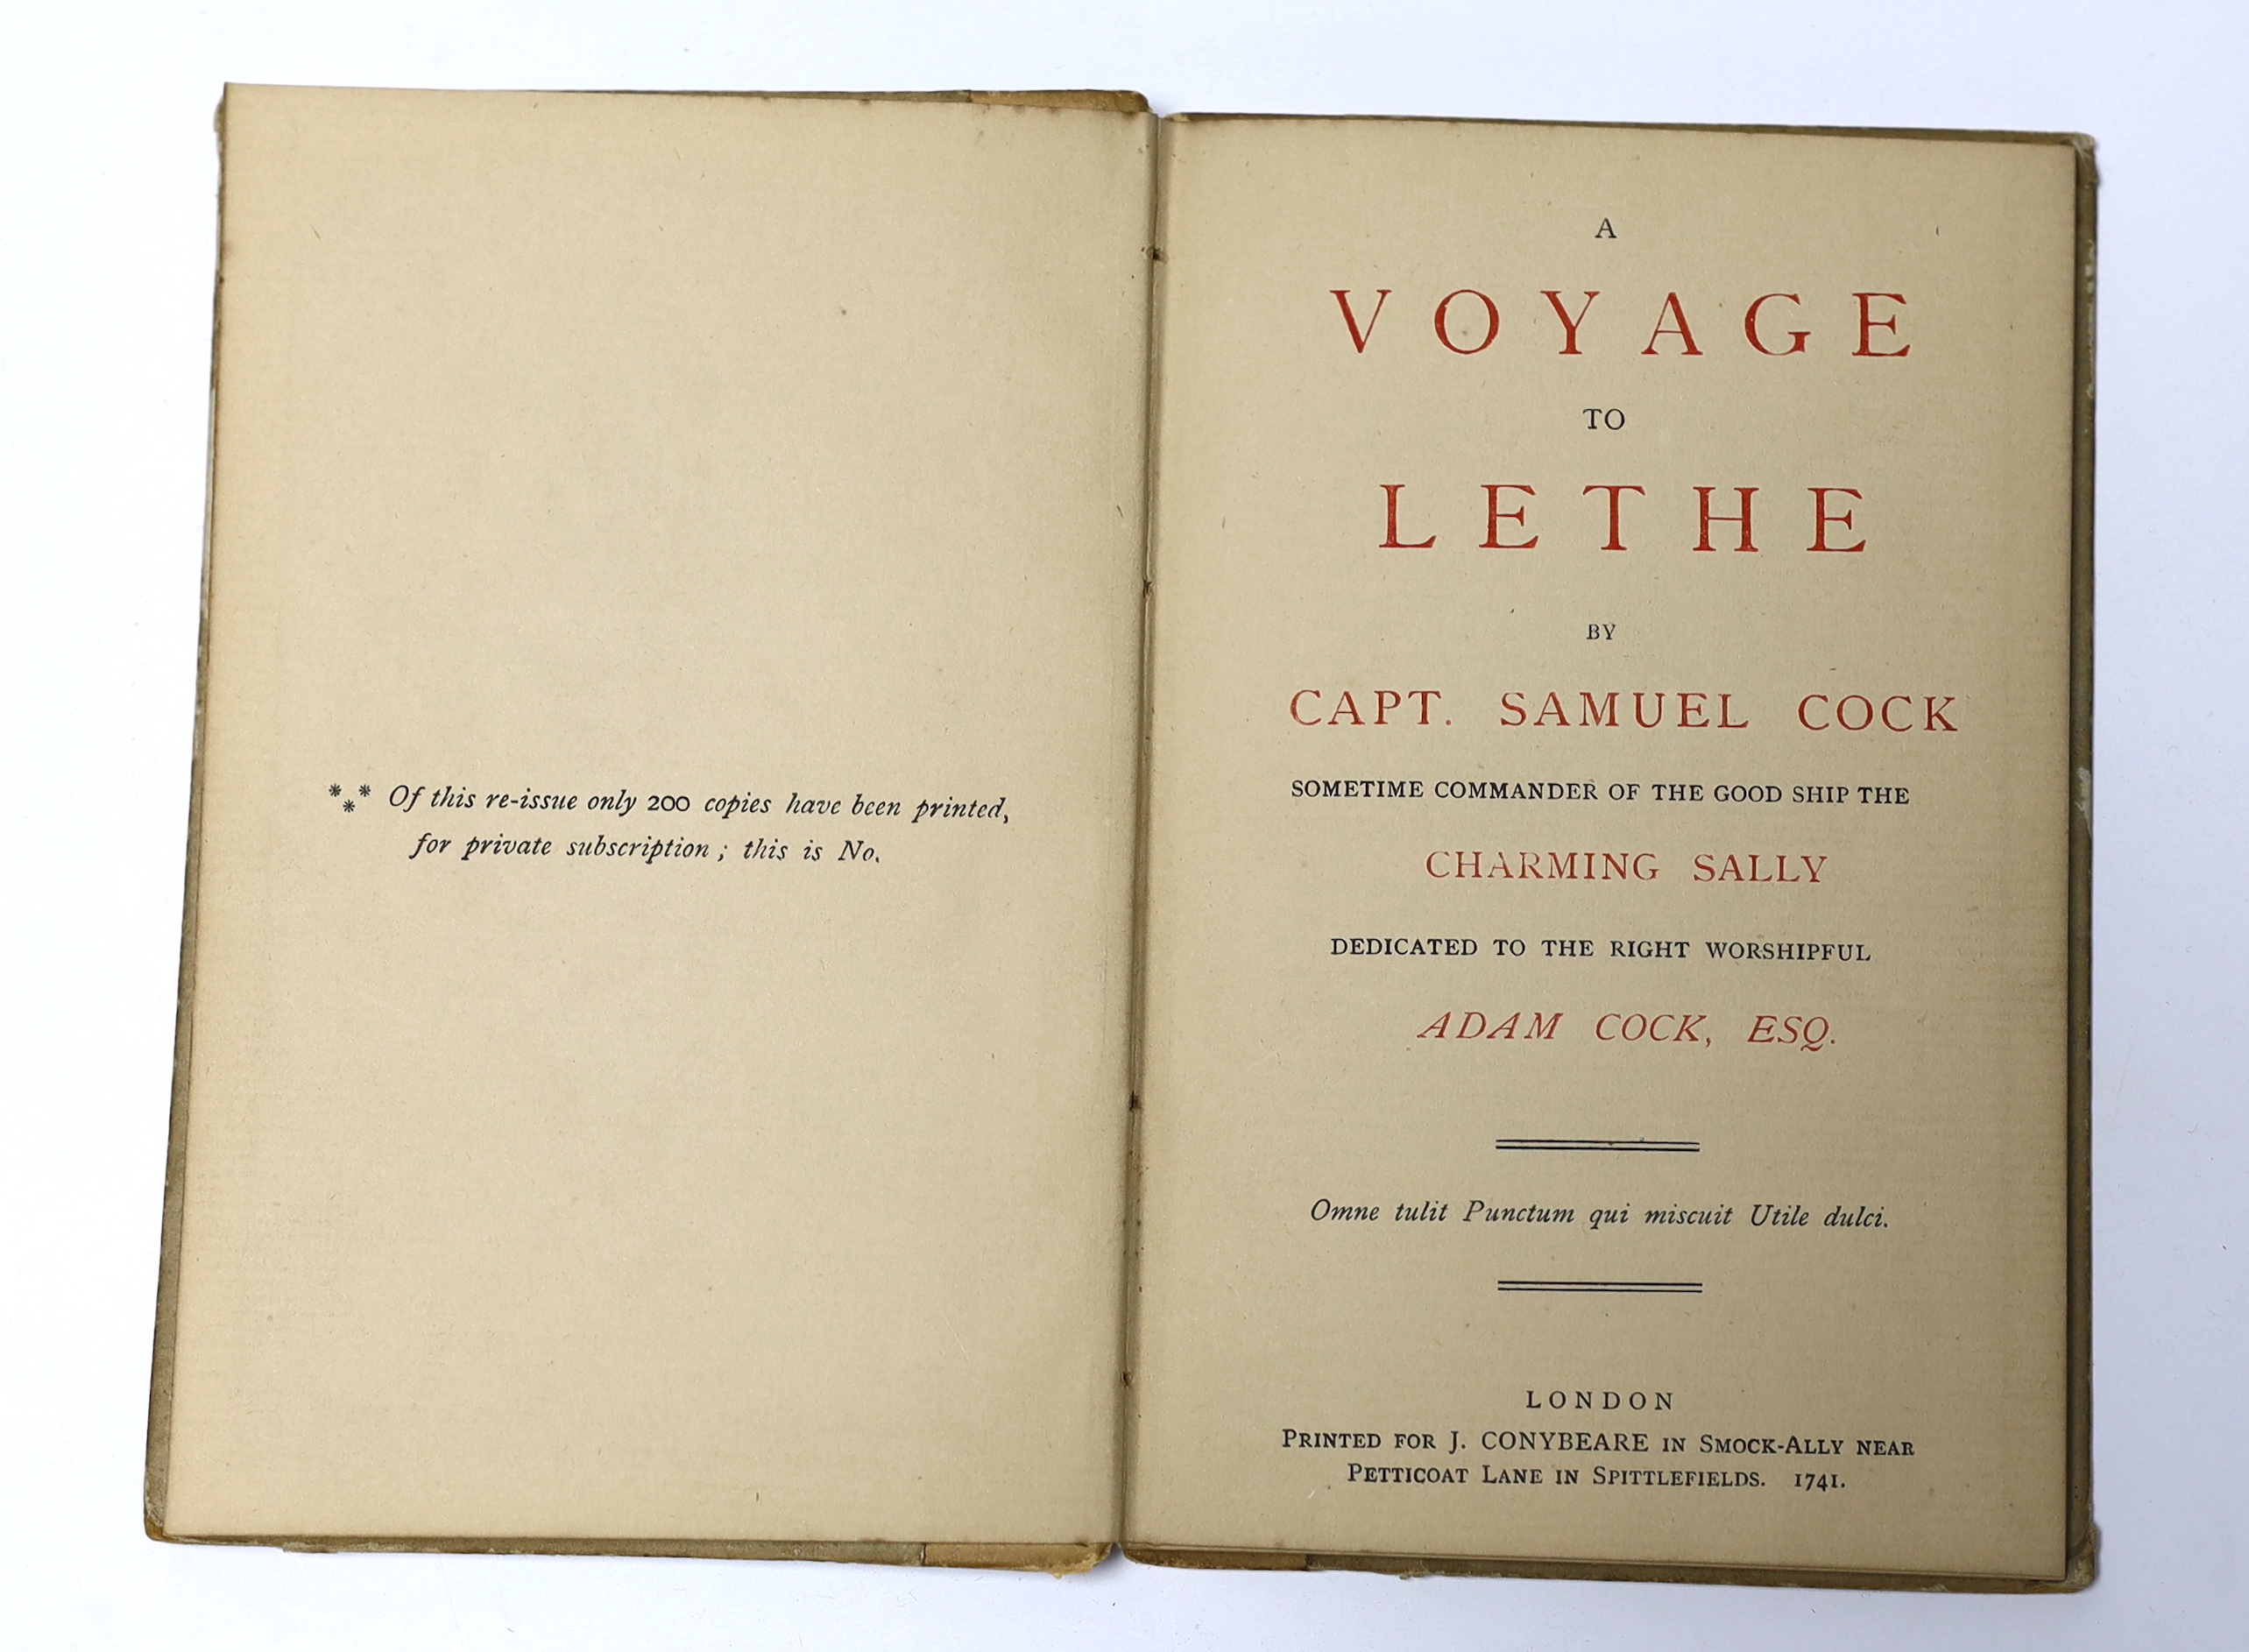 ⁂ Of this re-issue only 200 copies have been printed,
for private subscription ; this is No.
A
VOYAGE
TO
LETHE
BY
CAPT. SAMUEL COCK
SOMETIME COMMANDER OF THE GOOD SHIP THE
CHARMING SALLY
DEDICATED TO THE RIGHT WORSHIPFUL
ADAM COCK, ESQ.
Omne tulit Punctum qui miscuit Utile dulci.
LONDON
PRINTED FOR J. CONYBEARE IN SMOCK-ALLY NEAR
PETTICOAT LANE IN SPITTLEFIELDS. 1741.